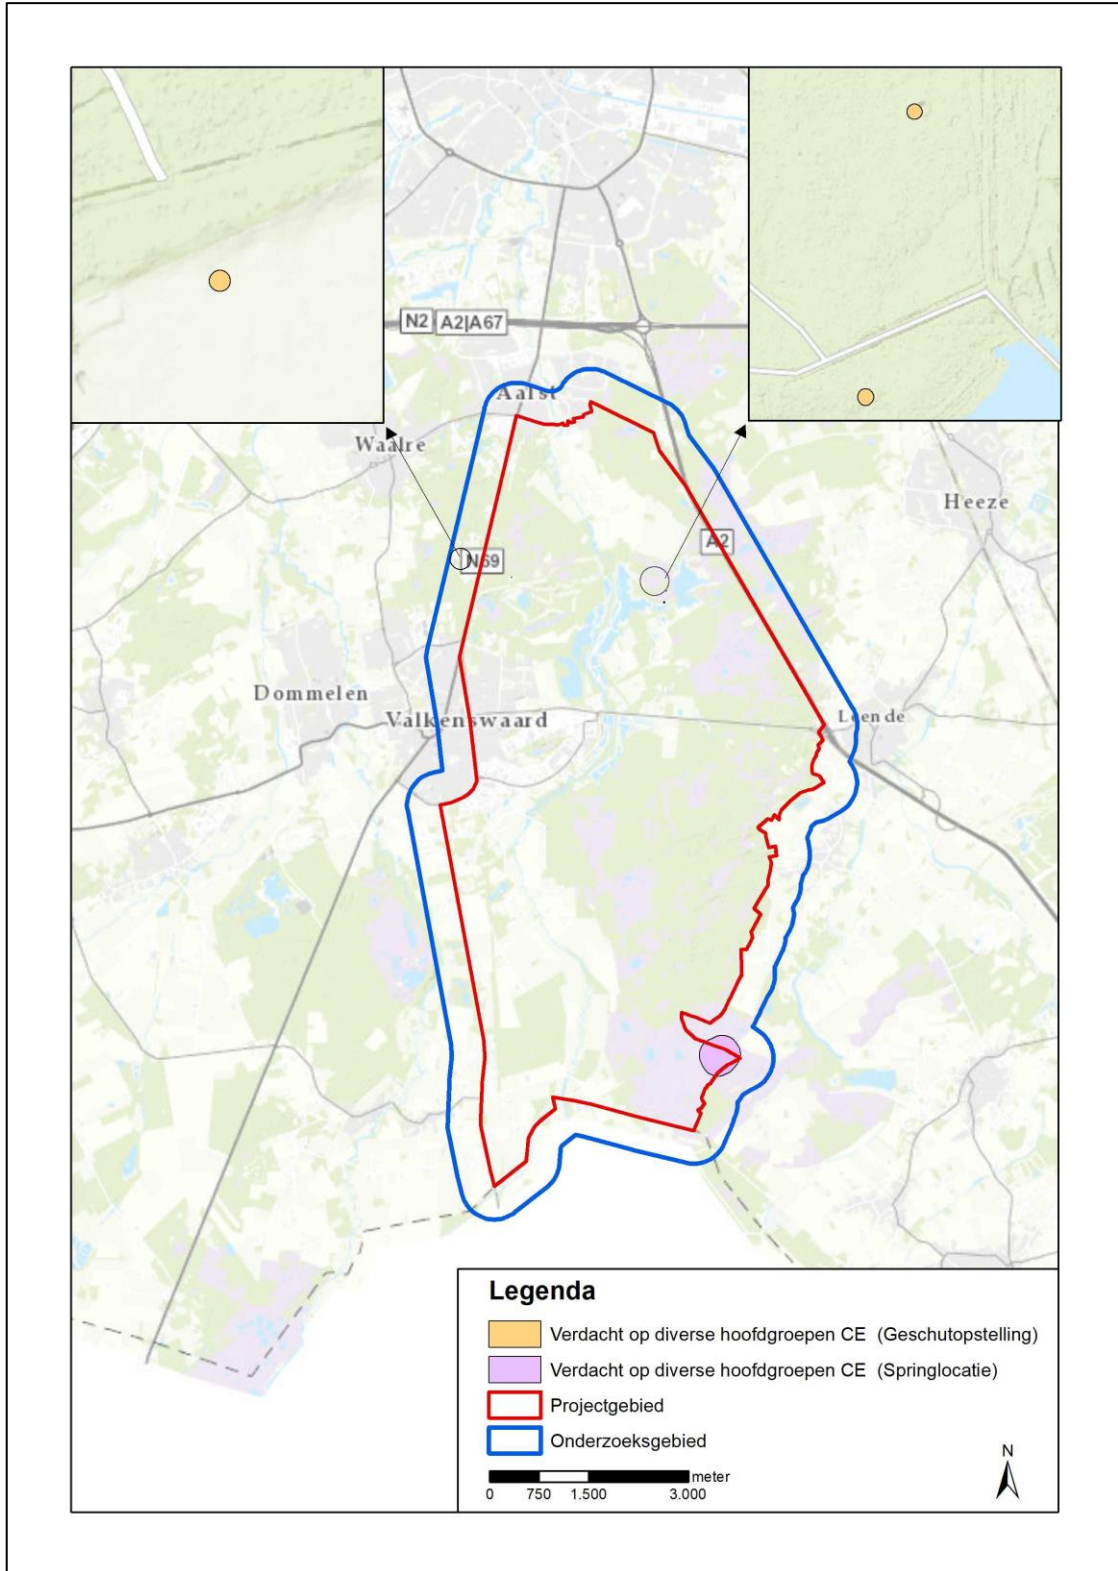 N2 A2|A67
Aalst
Waalre
Heeze
A2
N69
Dommelen
Valkenswaard
Leende
Legenda
Verdacht op diverse hoofdgroepen CE (Geschutopstelling)
Verdacht op diverse hoofdgroepen CE (Springlocatie)
Projectgebied
Onderzoeksgebied
N
meter
0 750 1.500 3.000